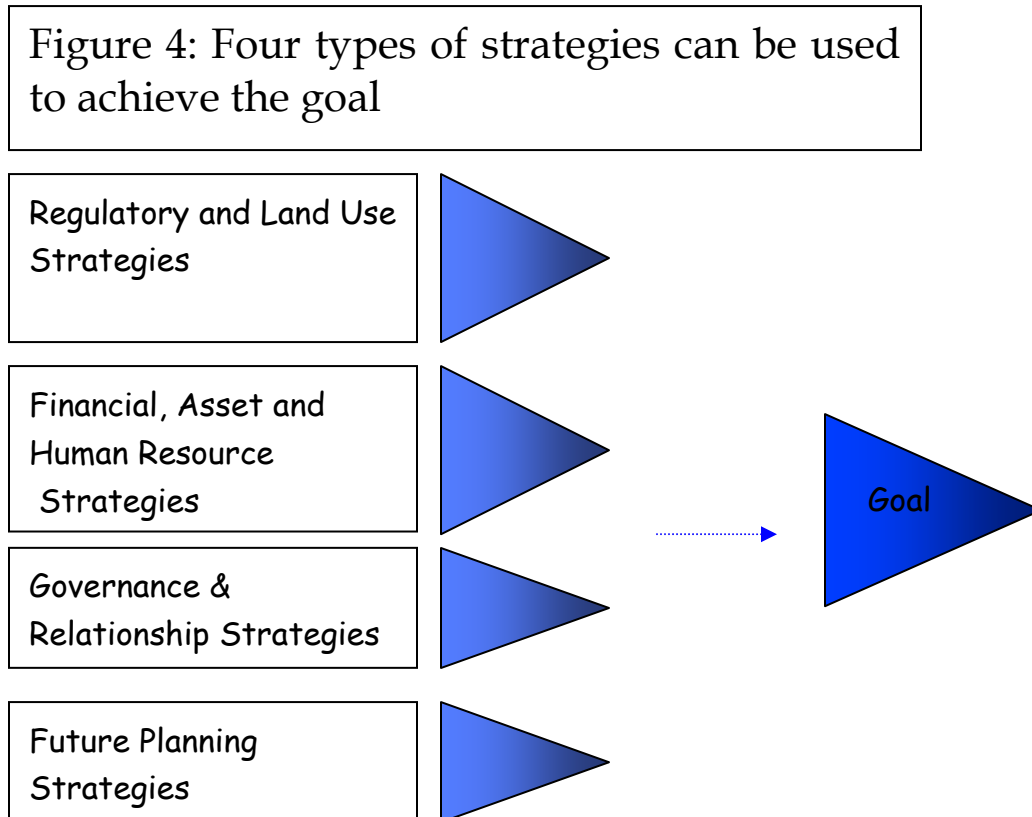 Figure 4: Four types of strategies can be used
to achieve the goal
Regulatory and Land Use
Strategies
Financial, Asset and
Human Resource
Strategies
Governance &
Relationship Strategies
Future Planning
Strategies
Goal